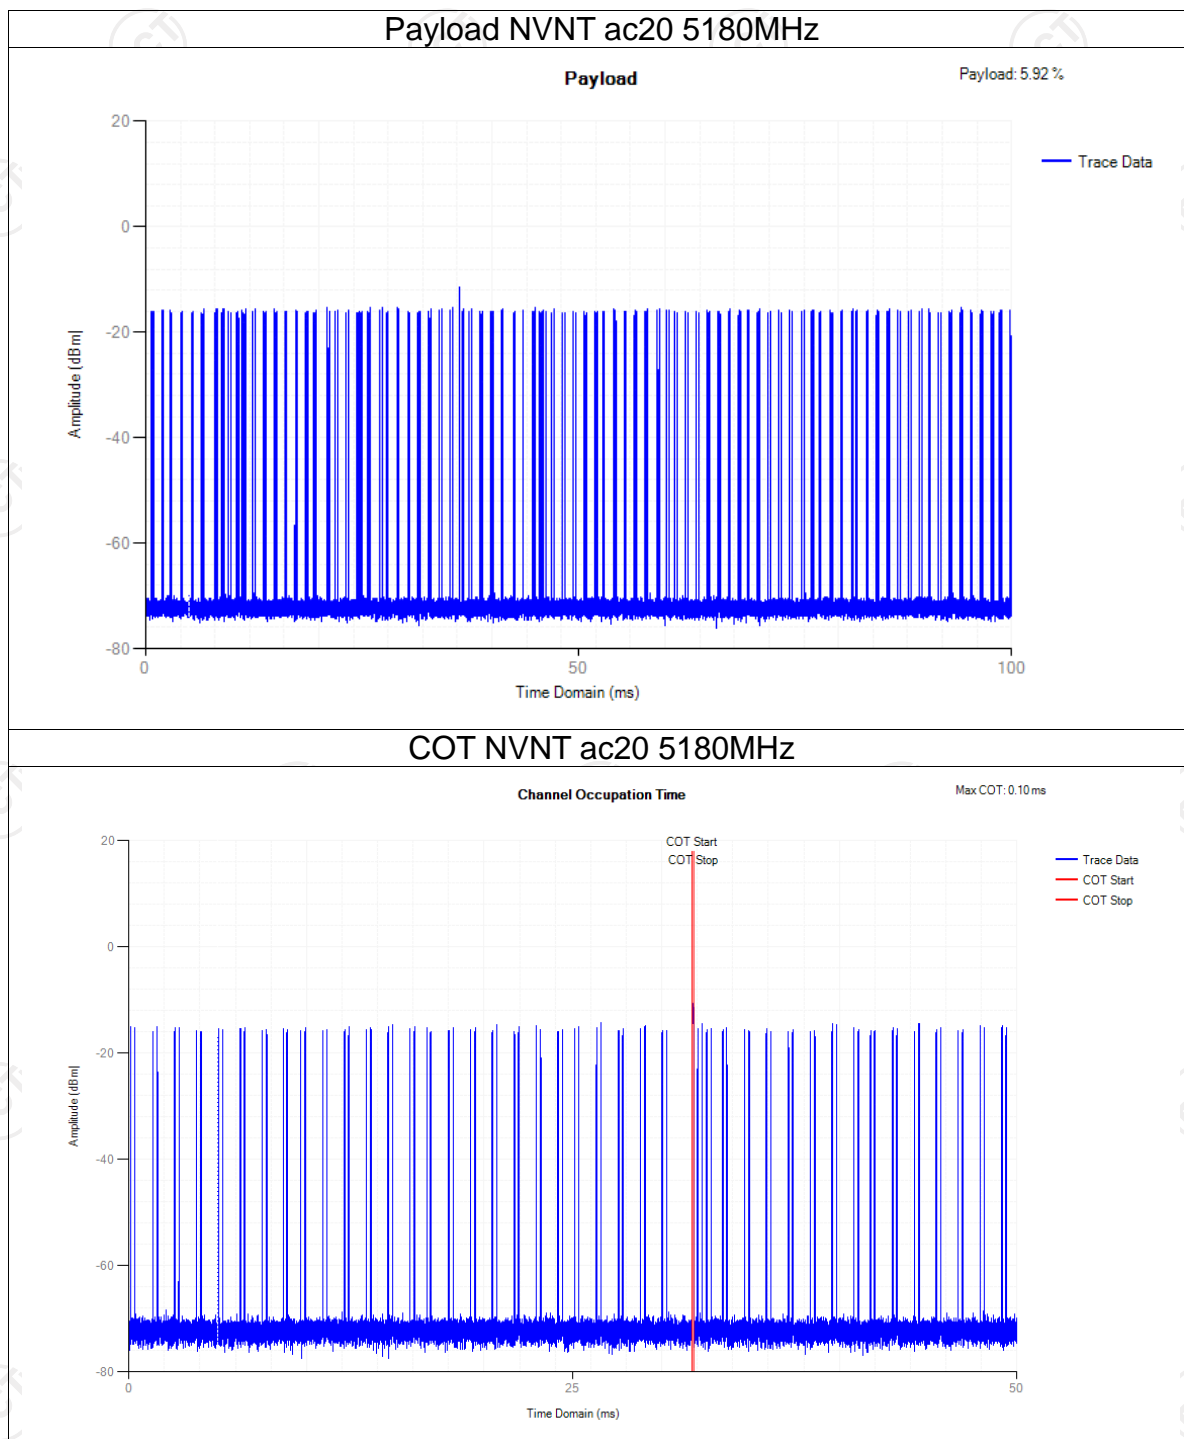 Payload NVNT ac20 5180MHz
Payload
Payload: 5.92 %
20
0
-20
-40
-60
-80
Amplitude (dBm)
Trace Data
0
50
100
Time Domain (ms)
COT NVNT ac20 5180MHz
Channel Occupation Time
Max COT: 0.10 ms
COT Start
COT Stop
20
0
-20
-40
-60
-80
Amplitude (dBm)
Trace Data
COT Start
COT Stop
0
25
50
Time Domain (ms)